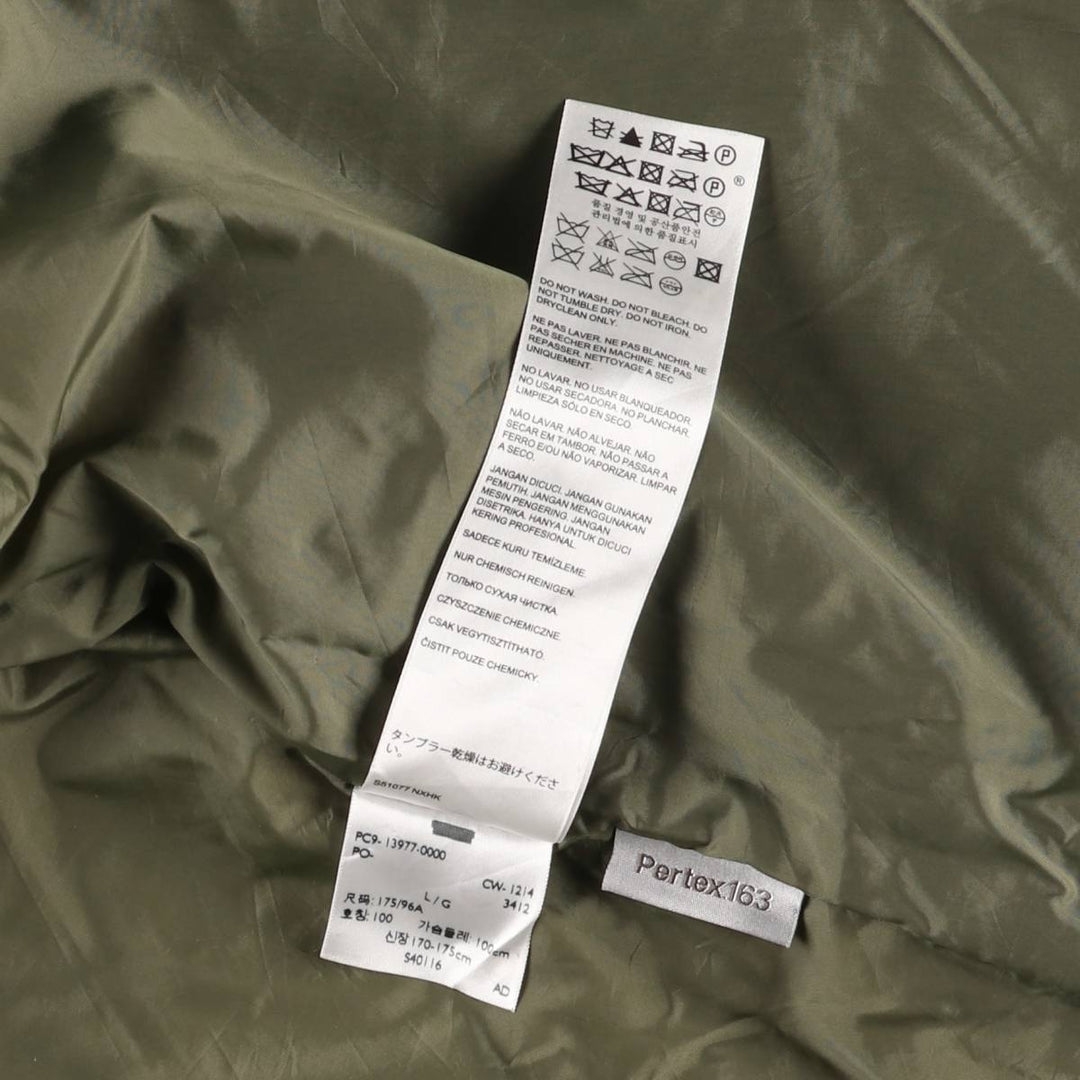 P
P ®
품질 경영 및 공산품안전
관리법에 의한 품질표시
DO NOT WASH. DO NOT BLEACH. DO
NOT TUMBLE DRY. DO NOT IRON.
DRYCLEAN ONLY.
NE PAS LAVER. NE PAS BLANCHIR. NE
PAS SECHER EN MACHINE. NE PAS
REPASSER. NETTOYAGE A SEC
UNIQUEMENT.
NO LAVAR. NO USAR BLANQUEADOR.
NO USAR SECADORA. NO PLANCHAR.
LIMPIEZA SÓLO EN SECO.
NÃO LAVAR. NÃO ALVEJAR. NÃO
SECAR EM TAMBOR. NÃO PASSAR A
FERRO E/OU NÃO VAPORIZAR. LIMPAR
A SECO.
JANGAN DICUCI. JANGAN GUNAKAN
PEMUTIH. JANGAN MENGGUNAKAN
MESIN PENGERING. JANGAN
DISETRIKA. HANYA UNTUK DICUCI
KERING PROFESIONAL.
SADECE KURU TEMİZLEME.
NUR CHEMISCH REINIGEN.
ТОЛЬКО СУХАЯ ЧИСТКА.
CZYSZCZENIE CHEMICZNE.
CSAK VEGYTISZTÍTHATÓ.
ČISTIT POUZE CHEMICKY.
タンブラー乾燥はお避けくださ
い。
S51077 NXHK
PC9- 13977-0000
PO-
CW- 1214
L / G 3412
尺码: 175/96A
호칭: 100 가슴둘레: 100cm
신장 170-175cm
S40116
AD
Pertex.163